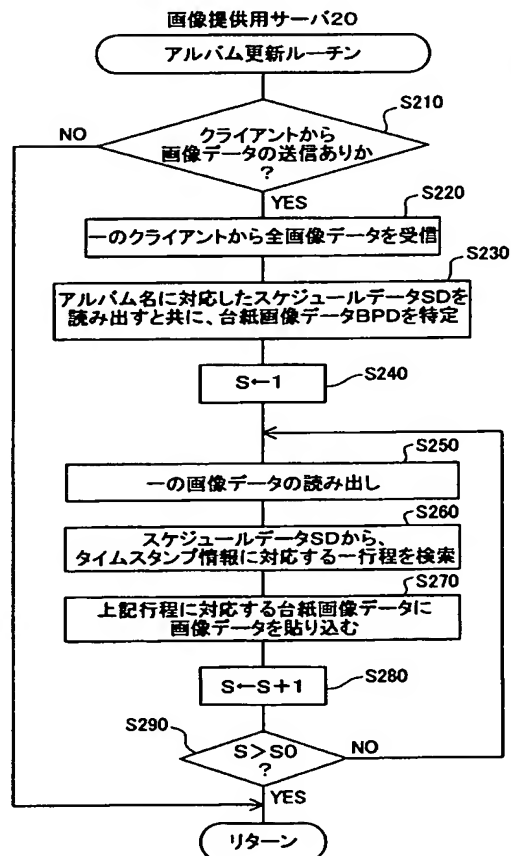 画像提供用サーバ20
アルバム更新ルーチン
S210
NO
クライアントから
画像データの送信ありか
?
YES
S220
一のクライアントから全画像データを受信
S230
アルバム名に対応したスケジュールデータSDを
読み出すと共に、台紙画像データBPDを特定
S←1
S240
S250
一の画像データの読み出し
S260
スケジュールデータSDから、
タイムスタンプ情報に対応する一行程を検索
S270
上記行程に対応する台紙画像データに
画像データを貼り込む
S←S+1
S280
S290
S>S0
?
NO
YES
リターン